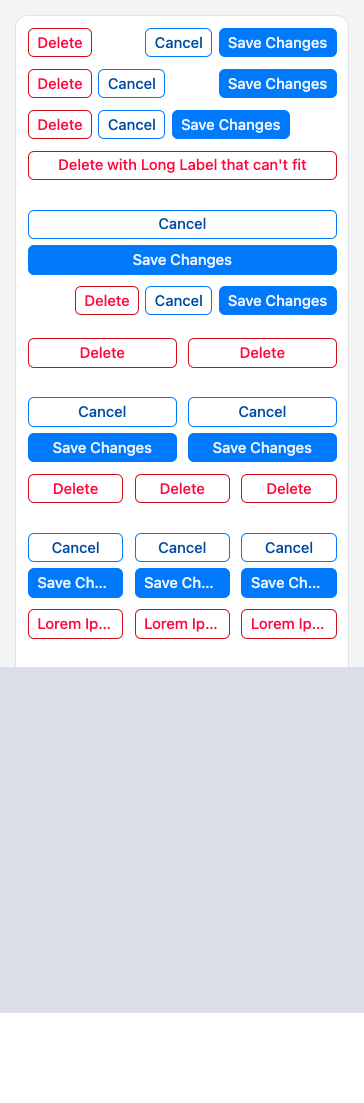 Delete Cancel Save Changes
Delete Cancel Save Changes
Delete Cancel Save Changes
Delete with Long Label that can't fit
Cancel
Save Changes
Delete Cancel Save Changes
Delete Delete
Cancel Cancel
Save Changes Save Changes
Delete Delete Delete
Cancel Cancel Cancel
Save Ch... Save Ch... Save Ch...
Lorem Ip... Lorem Ip... Lorem Ip...